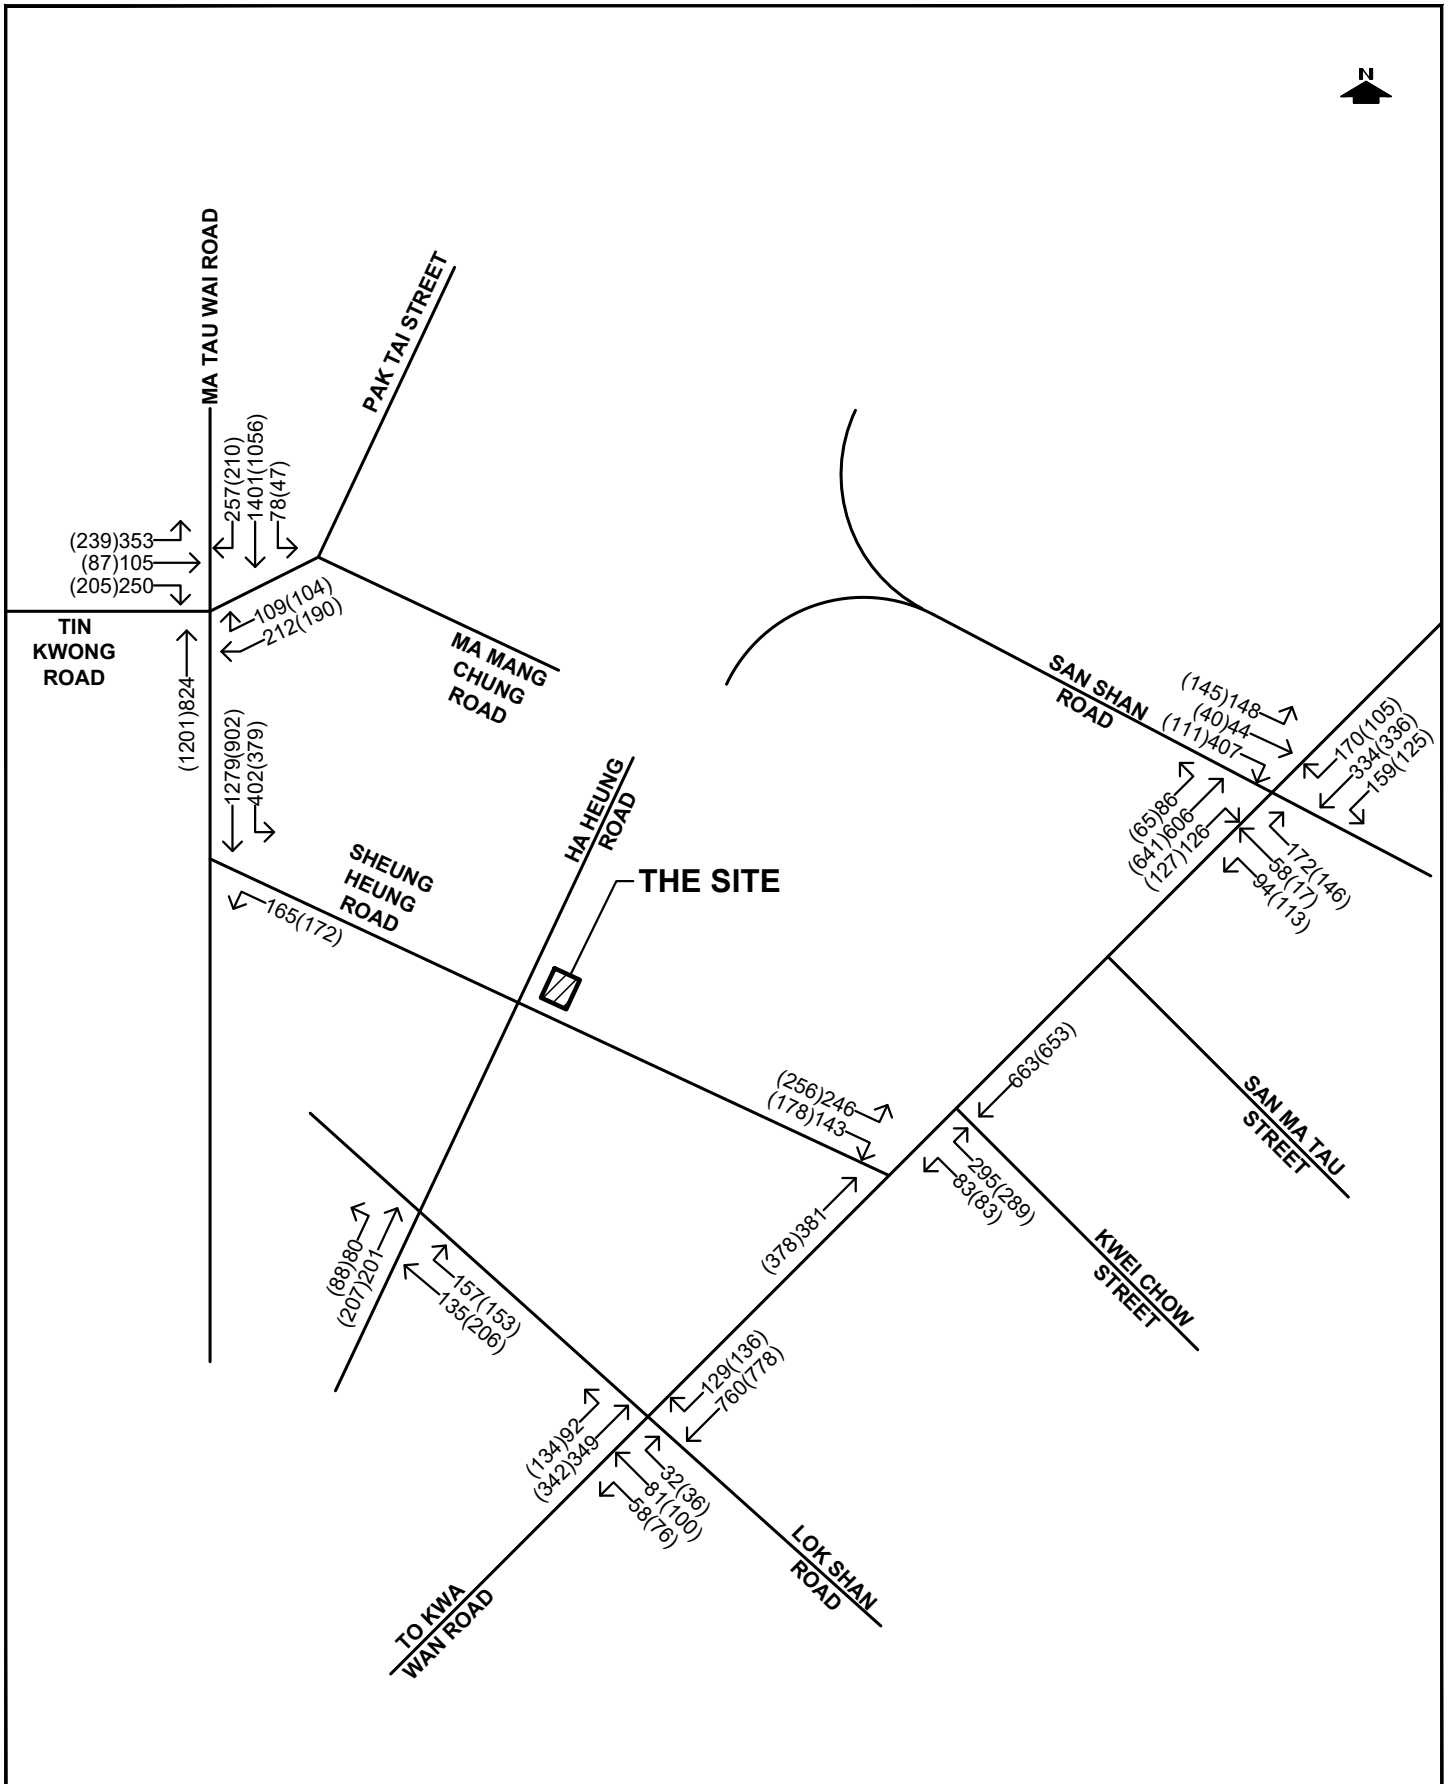 N
MA TAU WAI ROAD
PAK TAI STREET
257(210)
1401(1056)
78(47)
(239)353
(87)105
(205)250
109(104)
212(190)
TIN
KWONG
ROAD
MA MANG
CHUNG
ROAD
(1201)824
1279(902)
402(379)
SAN SHAN
ROAD
(145)148
(40)44
(111)407
170(105)
334(336)
159(125)
(65)86
(641)606
(127)126
172(146)
58(17)
94(113)
HA HEUNG
ROAD
SHEUNG
HEUNG
ROAD
THE SITE
165(172)
663(653)
(256)246
(178)143
SAN MA TAU
STREET
295(289)
83(83)
(378)381
KWEI CHOW
STREET
(88)80
(207)201
157(153)
135(206)
129(136)
760(778)
(134)92
(342)349
32(36)
81(100)
58(76)
LOK SHAN
ROAD
TO KWA
WAN ROAD